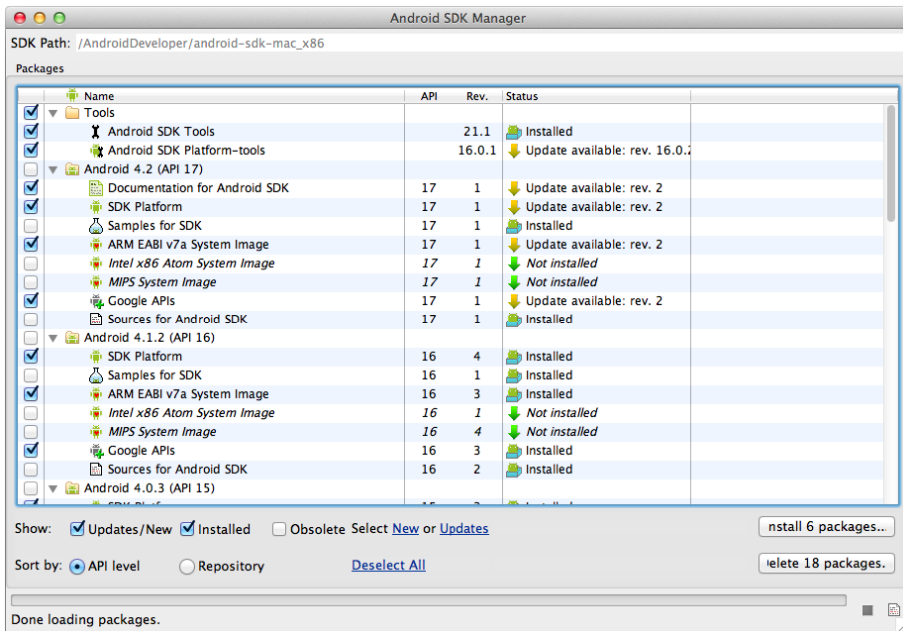 Android SDK Manager
SDK Path: /AndroidDeveloper/android-sdk-mac_x86
Packages
Name API Rev. Status
Tools
Android SDK Tools 21.1 Installed
Android SDK Platform-tools 16.0.1 Update available: rev. 16.0.2
Android 4.2 (API 17)
Documentation for Android SDK 17 1 Update available: rev. 2
SDK Platform 17 1 Update available: rev. 2
Samples for SDK 17 1 Installed
ARM EABI v7a System Image 17 1 Update available: rev. 2
Intel x86 Atom System Image 17 1 Not installed
MIPS System Image 17 1 Not installed
Google APIs 17 1 Update available: rev. 2
Sources for Android SDK 17 1 Installed
Android 4.1.2 (API 16)
SDK Platform 16 4 Installed
Samples for SDK 16 1 Installed
ARM EABI v7a System Image 16 3 Installed
Intel x86 Atom System Image 16 1 Not installed
MIPS System Image 16 4 Not installed
Google APIs 16 3 Installed
Sources for Android SDK 16 2 Installed
Android 4.0.3 (API 15)
Show: Updates/New Installed Obsolete Select New or Updates nstall 6 packages...
Sort by: API level Repository Deselect All elete 18 packages.
Done loading packages.